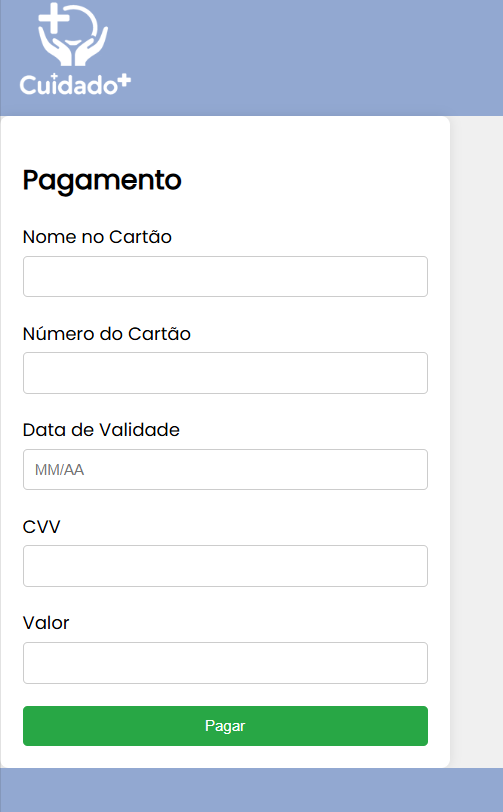 Cuidado+
Pagamento
Nome no Cartão
Número do Cartão
Data de Validade
MM/AA
CVV
Valor
Pagar